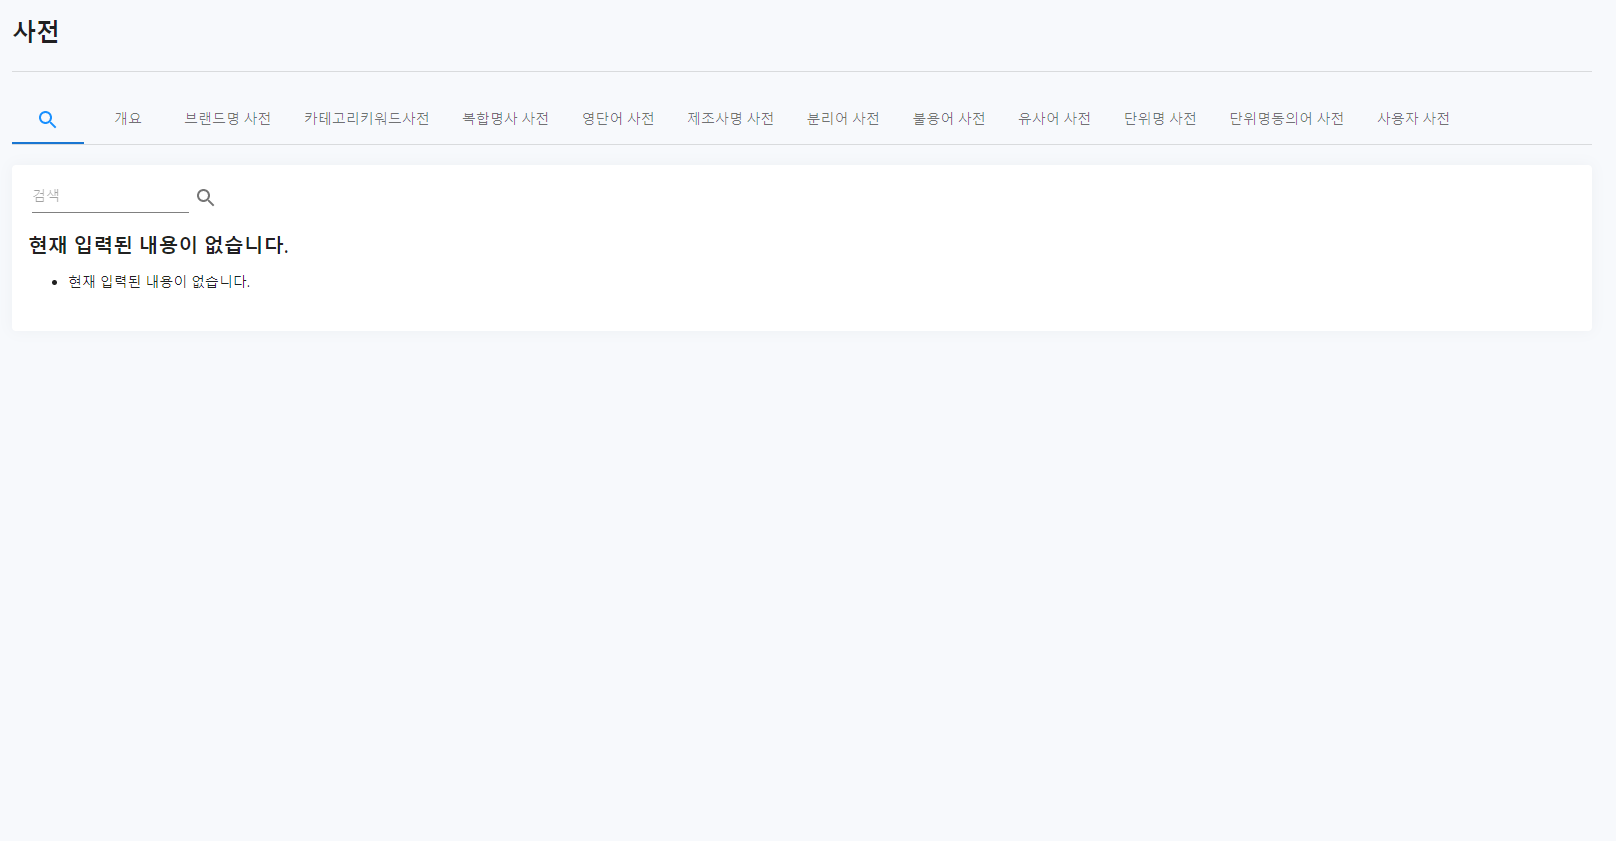 사전
개요 브랜드명 사전 카테고리키워드사전 복합명사 사전 영단어 사전 제조사명 사전 분리어 사전 불용어 사전 유사어 사전 단위명 사전 단위명동의어 사전 사용자 사전
검색
현재 입력된 내용이 없습니다.
현재 입력된 내용이 없습니다.